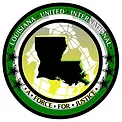 LOUISIANA UNITED INTERNATIONAL
A FORCE FOR JUSTICE